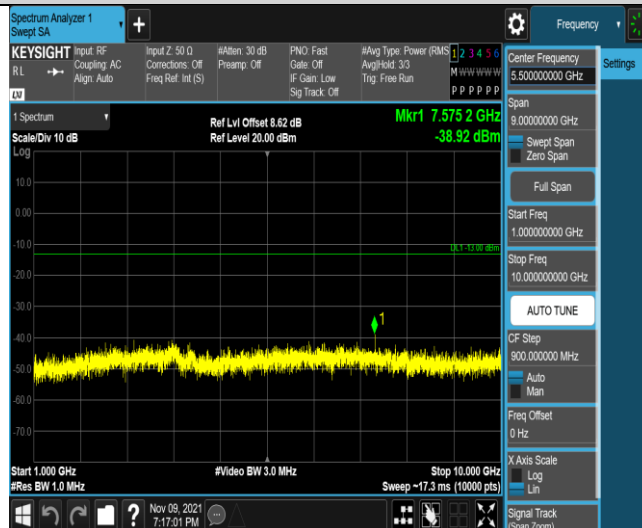 Spectrum Analyzer 1
Swept SA
+
Frequency
KEYSIGHT
RL
Align: Auto
LXI
Input: RF
Coupling: AC
Input Z: 50 Ω
Corrections: Off
Freq Ref: Int (S)
#Atten: 30 dB
Preamp: Off
PNO: Fast
Gate: Off
IF Gain: Low
Sig Track: Off
#Avg Type: Power (RMS
Avg|Hold: 3/3
Trig: Free Run
1 2 3 4 5 6
M W W W W W
P P P P P P
1 Spectrum
Scale/Div 10 dB
Log
Ref Lvl Offset 8.62 dB
Ref Level 20.00 dBm
Mkr1 7.575 2 GHz
-38.92 dBm
10.0
0.00
-10.0
DL1 -13.00 dBm
-20.0
-30.0
1
-40.0
-50.0
-60.0
-70.0
Start 1.000 GHz
#Res BW 1.0 MHz
#Video BW 3.0 MHz
Stop 10.000 GHz
Sweep ~17.3 ms (10000 pts)
Center Frequency
5.500000000 GHz
Settings
Span
9.00000000 GHz
Swept Span
Zero Span
Full Span
Start Freq
1.000000000 GHz
Stop Freq
10.000000000 GHz
AUTO TUNE
CF Step
900.000000 MHz
Auto
Man
Freq Offset
0 Hz
X Axis Scale
Log
Lin
Signal Track
(Span Zoom)
?
Nov 09, 2021
7:17:01 PM